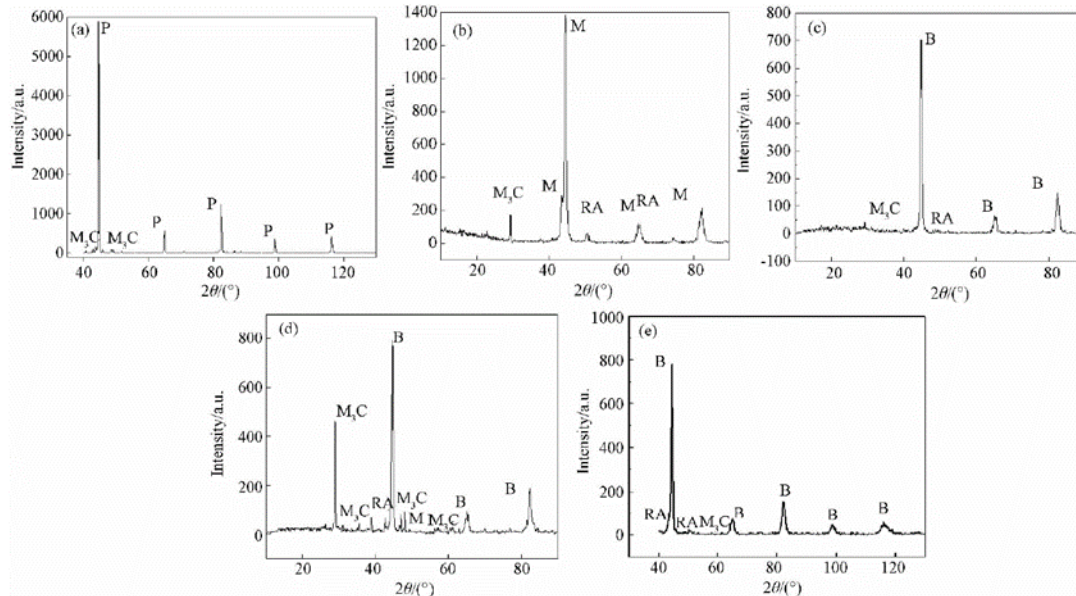 (a)
P
6000
5000
4000
3000
2000
1000
0
Intensity/a.u.
M₃C
M₃C
P
P
P
P
40
60
80
100
120
2θ/(°)
(b)
M
1400
1200
1000
800
600
400
200
0
Intensity/a.u.
M₃C
M
RA
M
RA
M
20
40
60
80
2θ/(°)
(c)
B
800
700
600
500
400
300
200
100
0
-100
Intensity/a.u.
M₃C
RA
B
B
20
40
60
80
2θ/(°)
(d)
B
800
600
400
200
0
Intensity/a.u.
M₃C
M₃C
RA
M₃C
M
M₃C
B
B
20
40
60
80
2θ/(°)
(e)
B
1000
800
600
400
200
0
Intensity/a.u.
RA
RA
M₃C
B
B
B
B
40
60
80
100
120
2θ/(°)